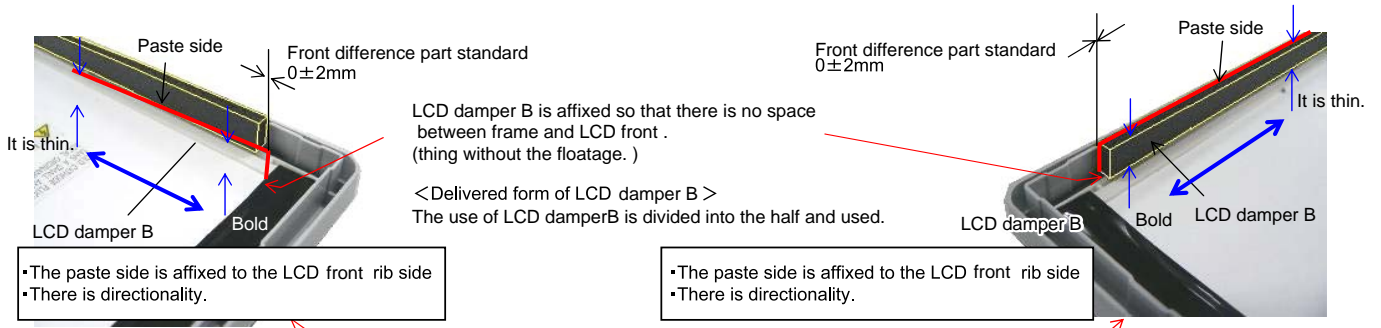 Paste side
Front difference part standard
0±2mm
It is thin.
LCD damper B
Bold
LCD damper B is affixed so that there is no space
between frame and LCD front .
(thing without the floatage. )
<Delivered form of LCD damper B >
The use of LCD damperB is divided into the half and used.
▪The paste side is affixed to the LCD front rib side
▪There is directionality.
Paste side
Front difference part standard
0±2mm
It is thin.
LCD damper B
Bold
LCD damper B
▪The paste side is affixed to the LCD front rib side
▪There is directionality.